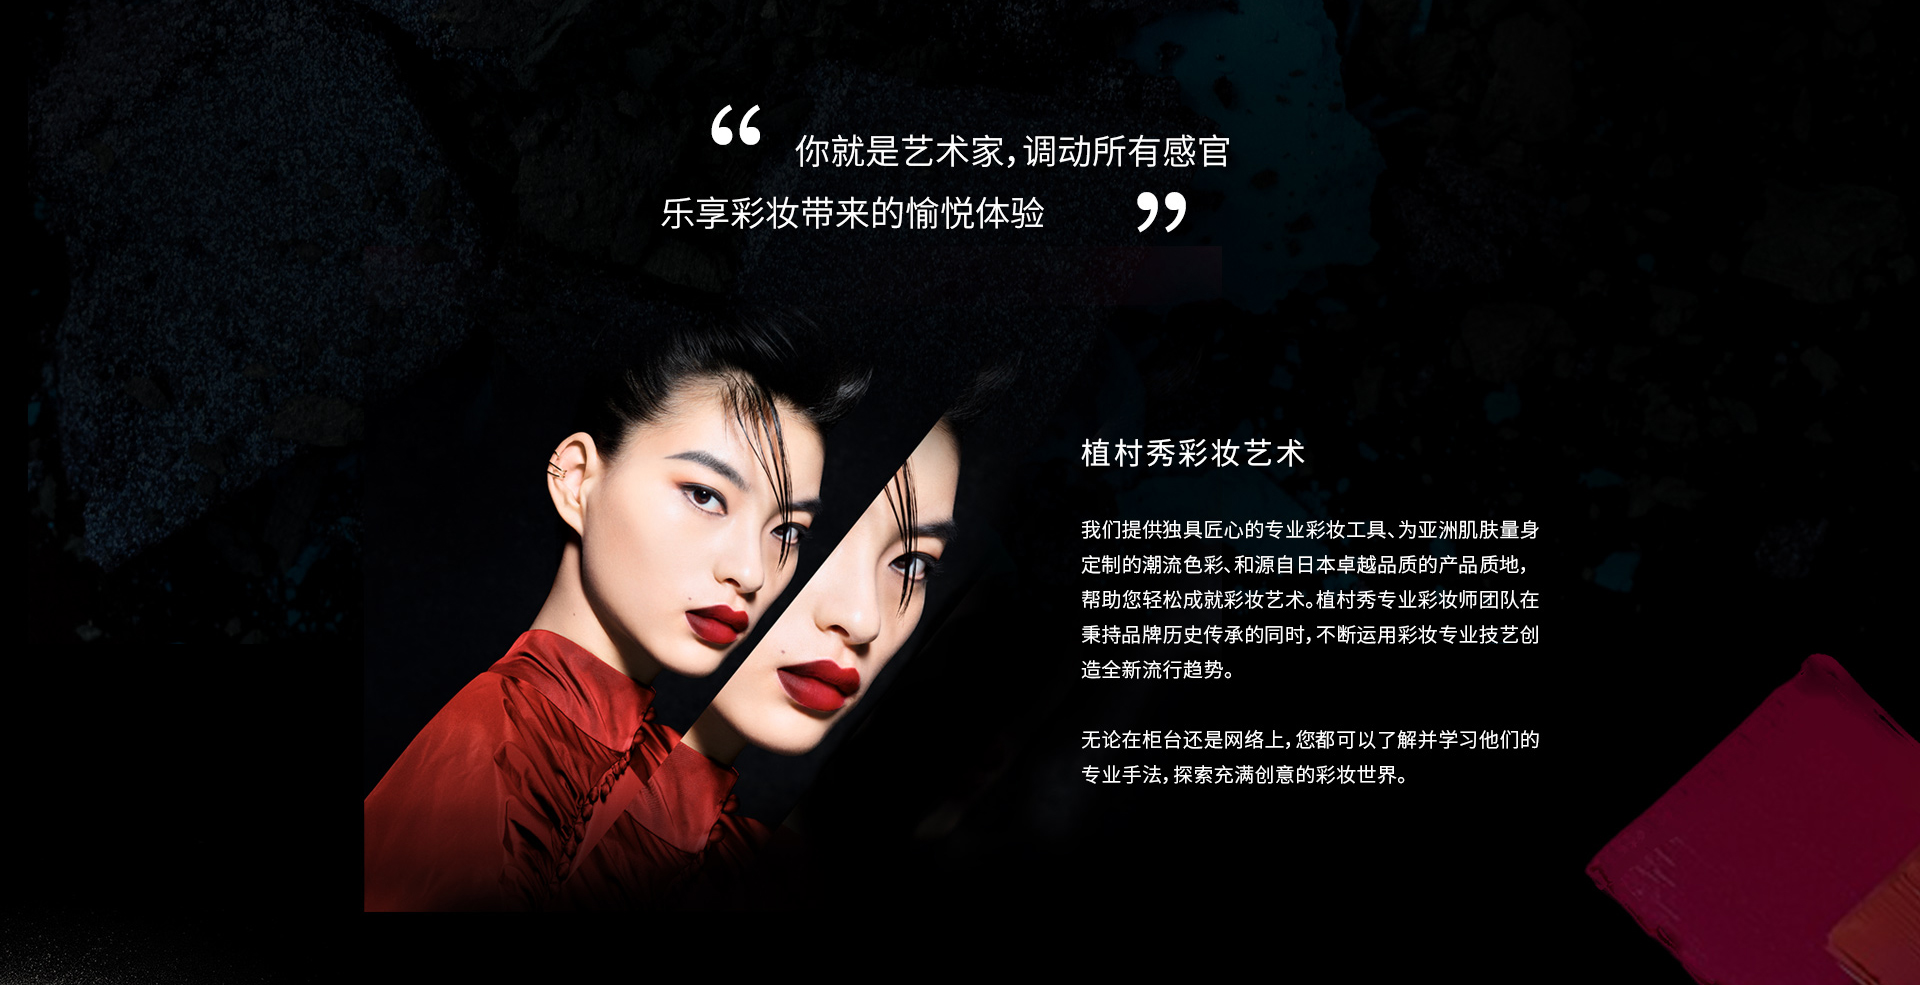 “你就是艺术家，调动所有感官
乐享彩妆带来的愉悦体验”
植村秀彩妆艺术
我们提供独具匠心的专业彩妆工具、为亚洲肌肤量身
定制的潮流色彩、和源自日本卓越品质的产品质地，
帮助您轻松成就彩妆艺术。植村秀专业彩妆师团队在
秉持品牌历史传承的同时，不断运用彩妆专业技艺创
造全新流行趋势。
无论在柜台还是网络上，您都可以了解并学习他们的
专业手法，探索充满创意的彩妆世界。